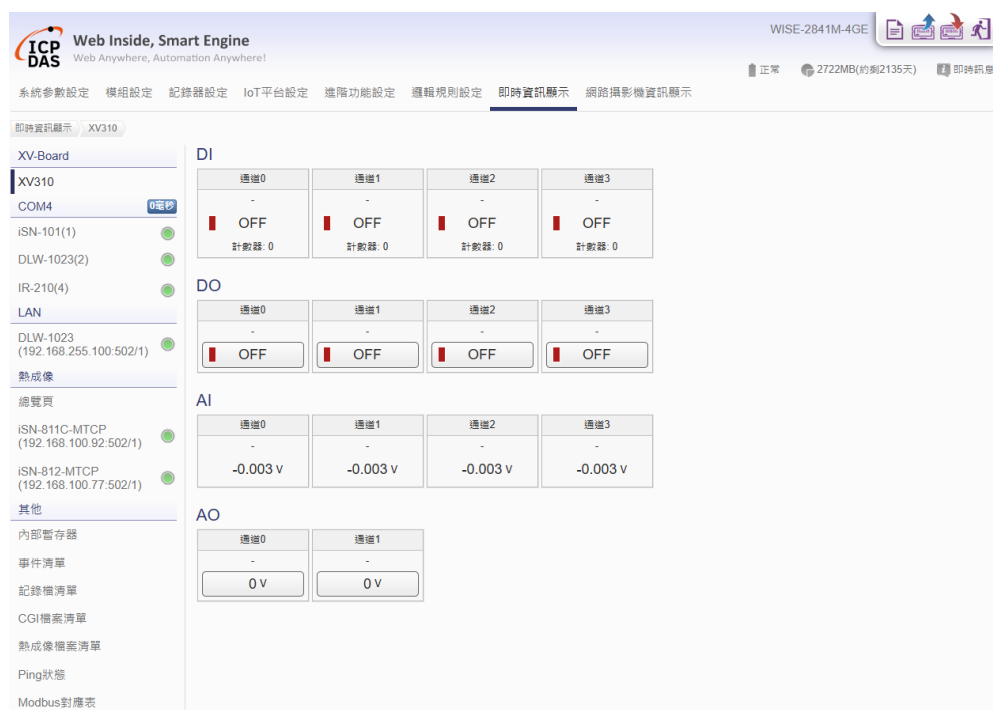 ICP DAS
Web Inside, Smart Engine
Web Anywhere, Automation Anywhere!
WISE-2841M-4GE
正常 2722MB(約剩2135天) 即時訊息
系統參數設定 模組設定 記錄器設定 IoT平台設定 進階功能設定 邏輯規則設定 即時資訊顯示 網路攝影機資訊顯示
即時資訊顯示 XV310
XV-Board
XV310
COM4 0毫秒
iSN-101(1)
DLW-1023(2)
IR-210(4)
LAN
DLW-1023
(192.168.255.100:502/1)
熱成像
總覽頁
iSN-811C-MTCP
(192.168.100.92:502/1)
iSN-812-MTCP
(192.168.100.77:502/1)
其他
內部暫存器
事件清單
記錄檔清單
CGI檔案清單
熱成像檔案清單
Ping狀態
Modbus對應表
DI
通道0 通道1 通道2 通道3
- - - -
OFF OFF OFF OFF
計數器: 0 計數器: 0 計數器: 0 計數器: 0
DO
通道0 通道1 通道2 通道3
- - - -
OFF OFF OFF OFF
AI
通道0 通道1 通道2 通道3
- - - -
-0.003 V -0.003 V -0.003 V -0.003 V
AO
通道0 通道1
- -
0 V 0 V